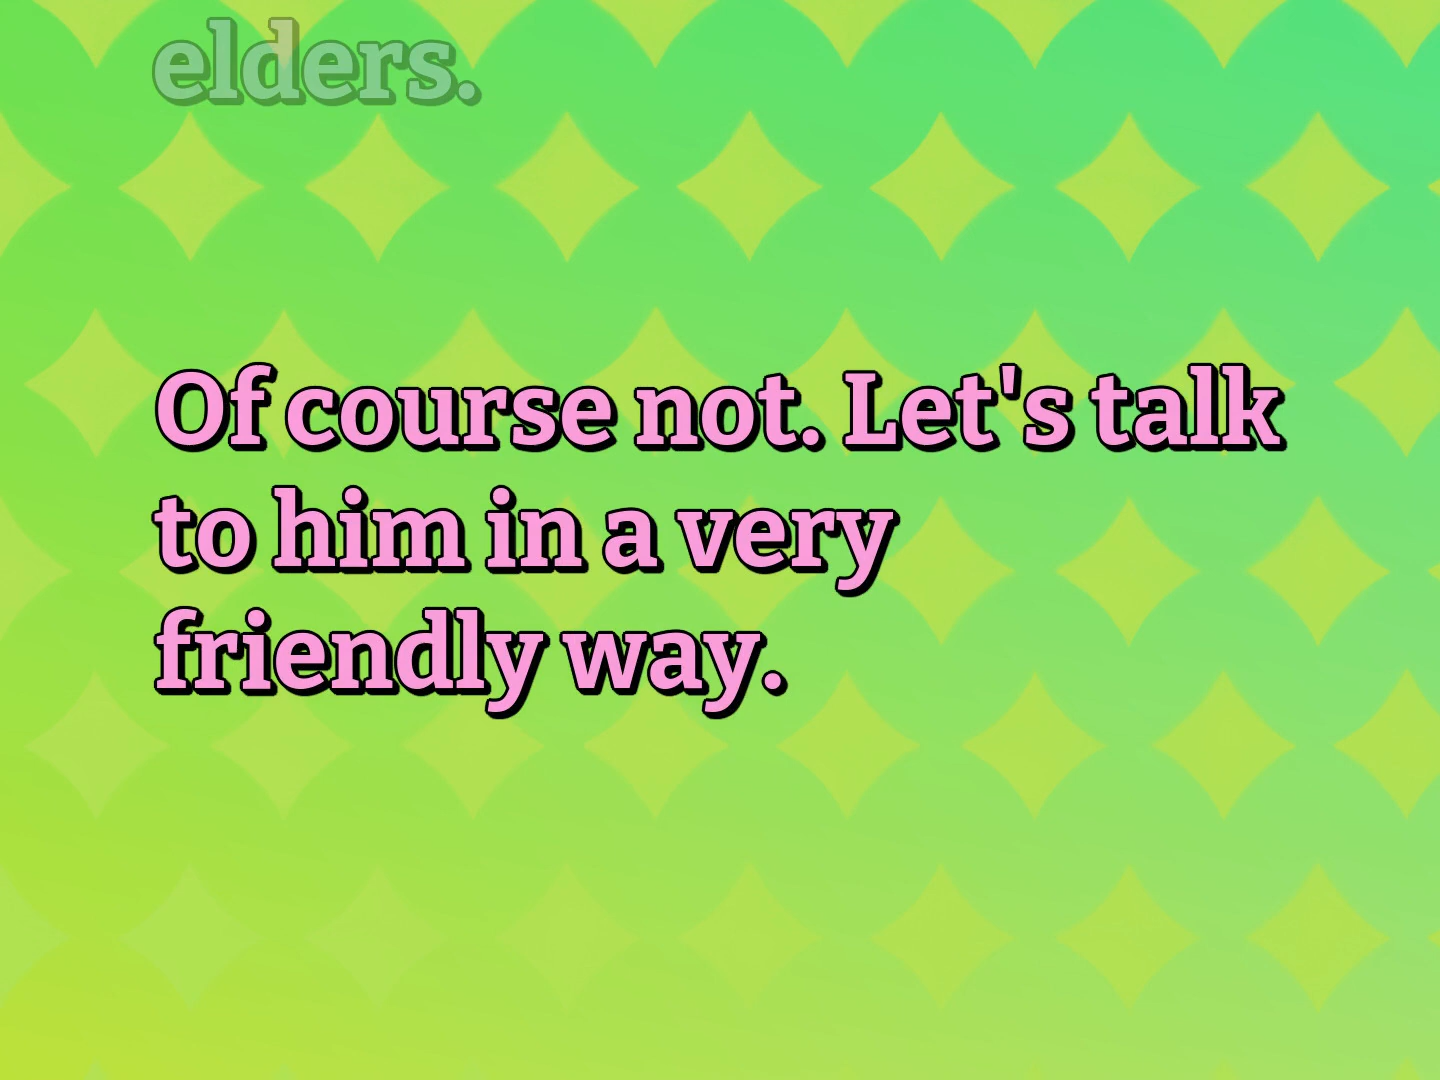 elders.
Of course not. Let's talk
to him in a very
friendly way.